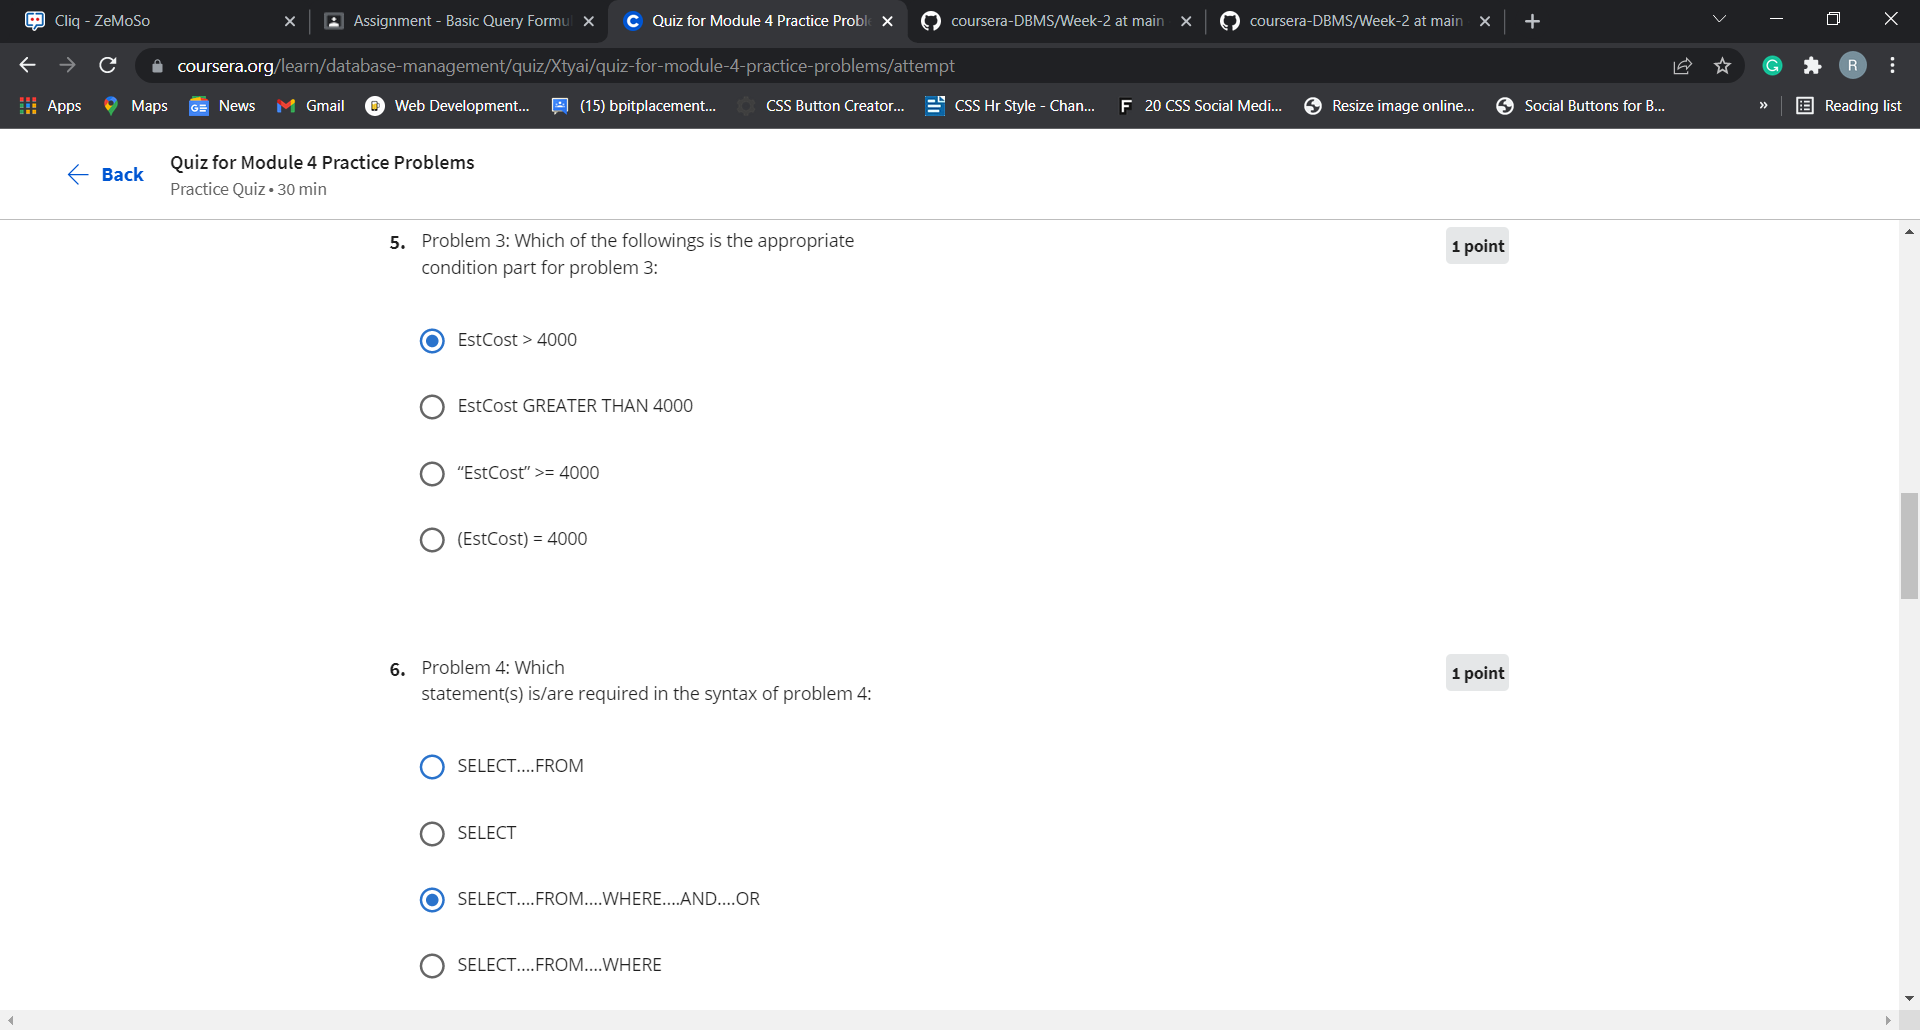 Cliq - ZeMoSo
Assignment - Basic Query Formul
Quiz for Module 4 Practice Proble
coursera-DBMS/Week-2 at main
coursera-DBMS/Week-2 at main
coursera.org/learn/database-management/quiz/Xtyai/quiz-for-module-4-practice-problems/attempt
R
Apps
Maps
News
Gmail
Web Development...
(15) bpitplacement...
CSS Button Creator...
CSS Hr Style - Chan...
20 CSS Social Medi...
Resize image online...
Social Buttons for B...
»
Reading list
Back
Quiz for Module 4 Practice Problems
Practice Quiz • 30 min
5. Problem 3: Which of the followings is the appropriate
condition part for problem 3:
1 point
EstCost > 4000
EstCost GREATER THAN 4000
“EstCost” >= 4000
(EstCost) = 4000
6. Problem 4: Which
statement(s) is/are required in the syntax of problem 4:
1 point
SELECT....FROM
SELECT
SELECT....FROM....WHERE....AND....OR
SELECT....FROM....WHERE